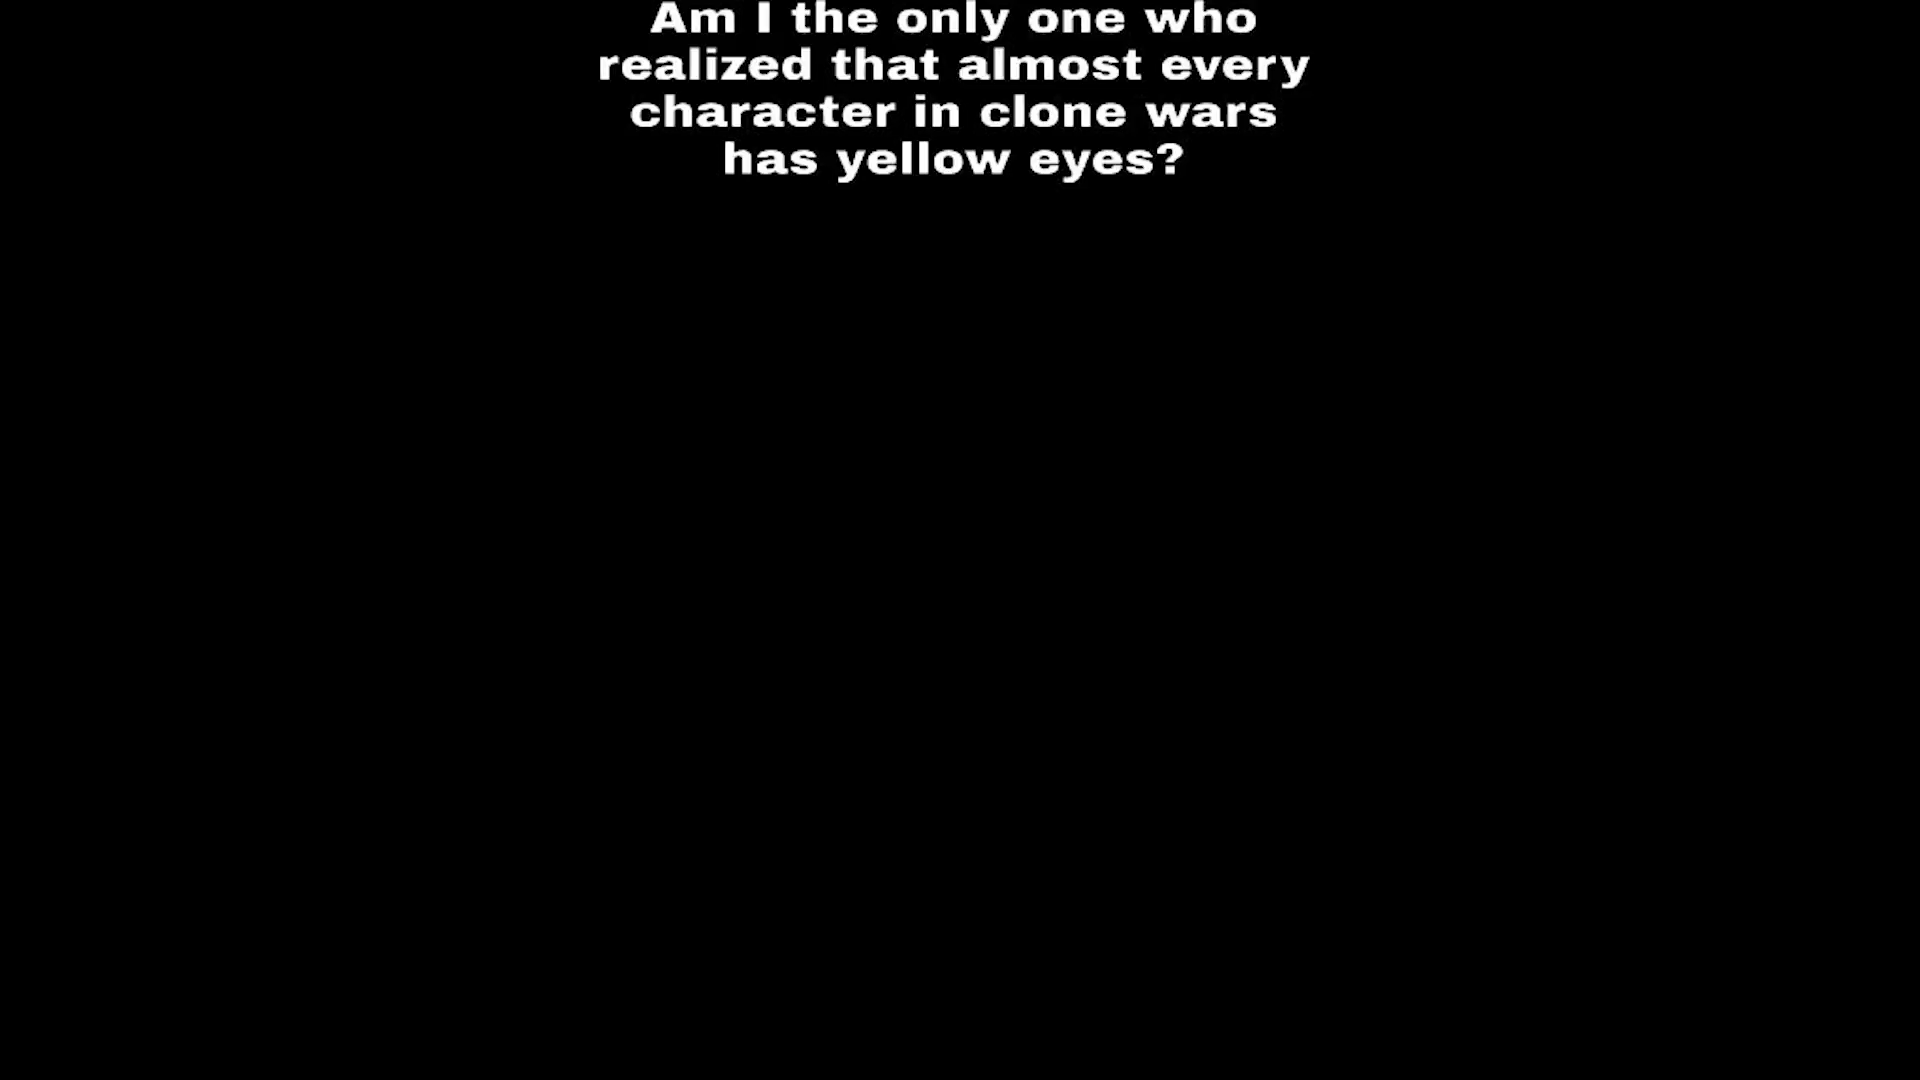 Am I the only one who
realized that almost every
character in clone wars
has yellow eyes?